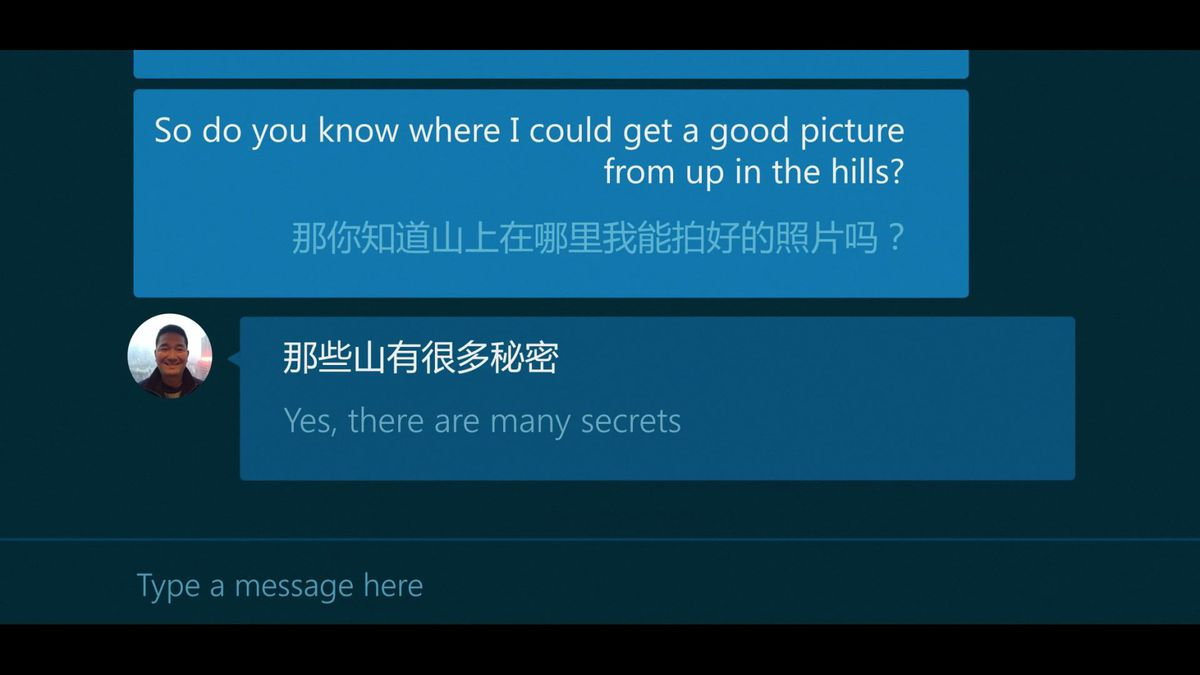 So do you know where I could get a good picture
from up in the hills?
那你知道山上在哪里我能拍好的照片吗？
那些山有很多秘密
Yes, there are many secrets
Type a message here